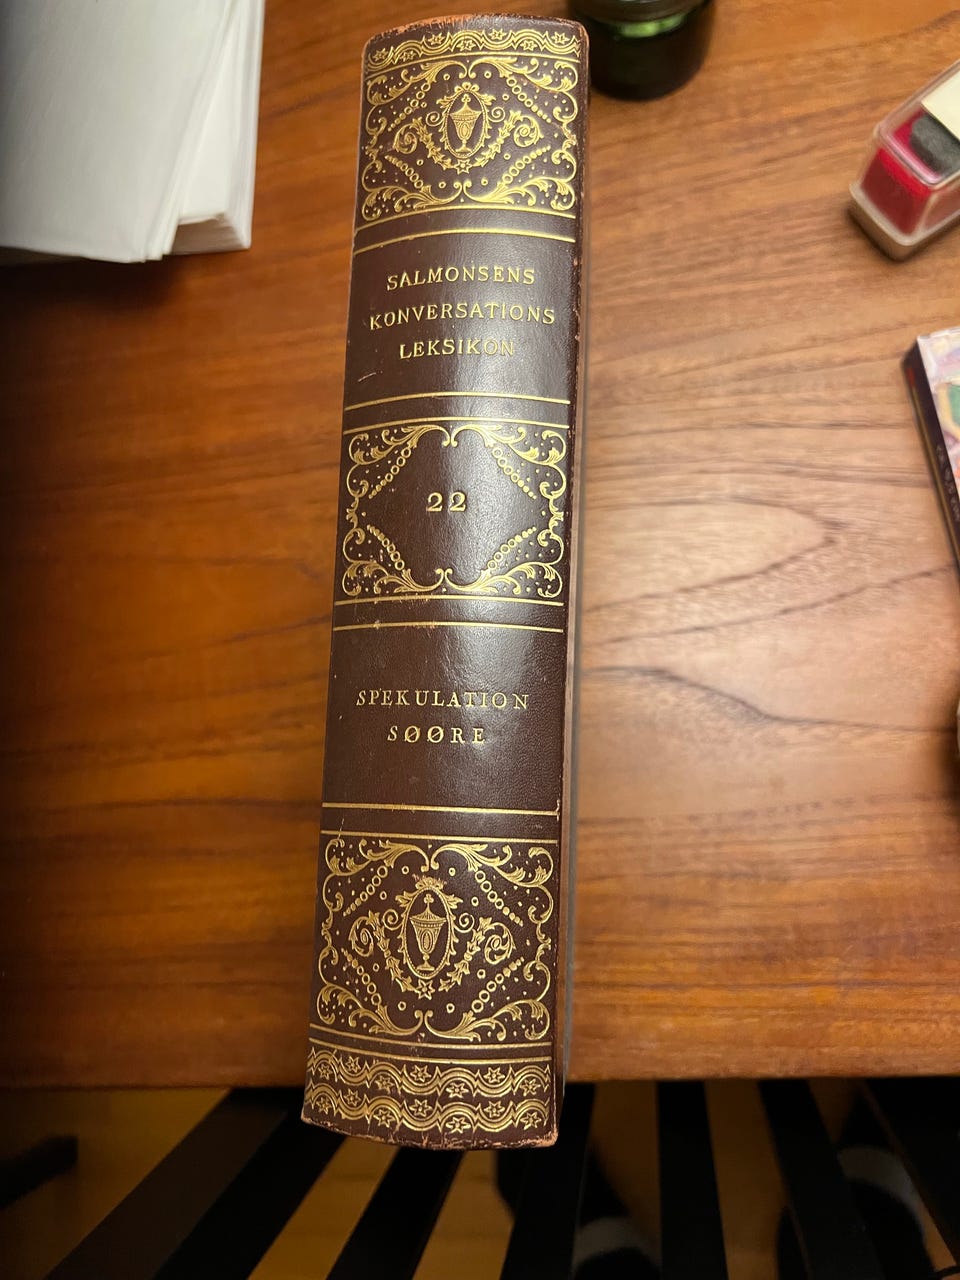 SALMONSENS
KONVERSATIONS
LEKSIKON
22
SPEKULATION
SØØRE